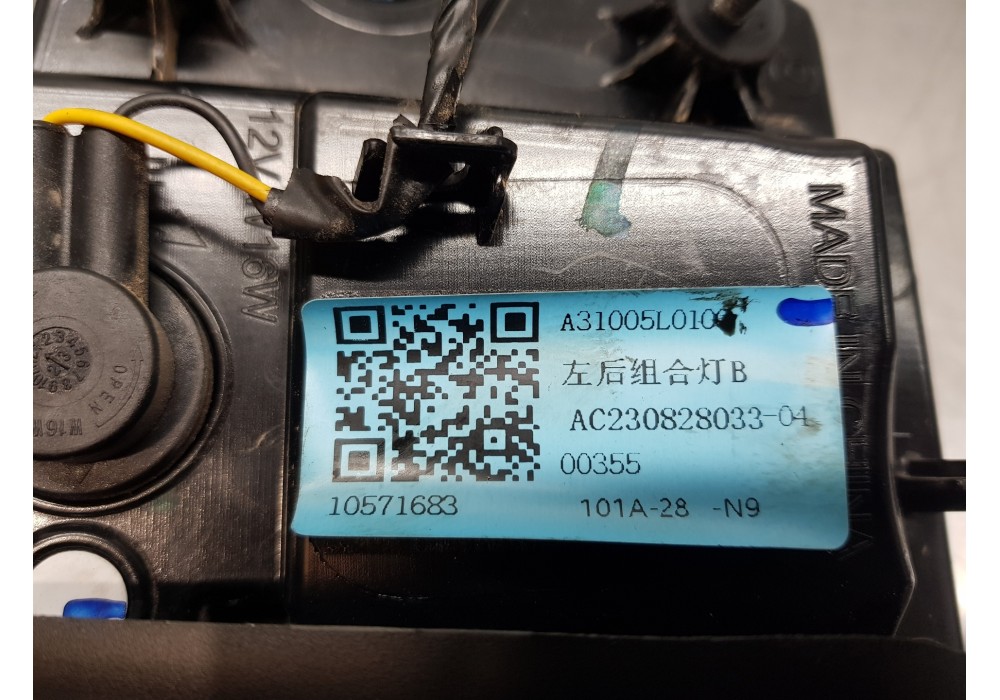 12V W16W
MADE IN CHINA
OPEN
A31005L010
左后组合灯B
AC230828033-04
00355
10571683
101A-28 -N9